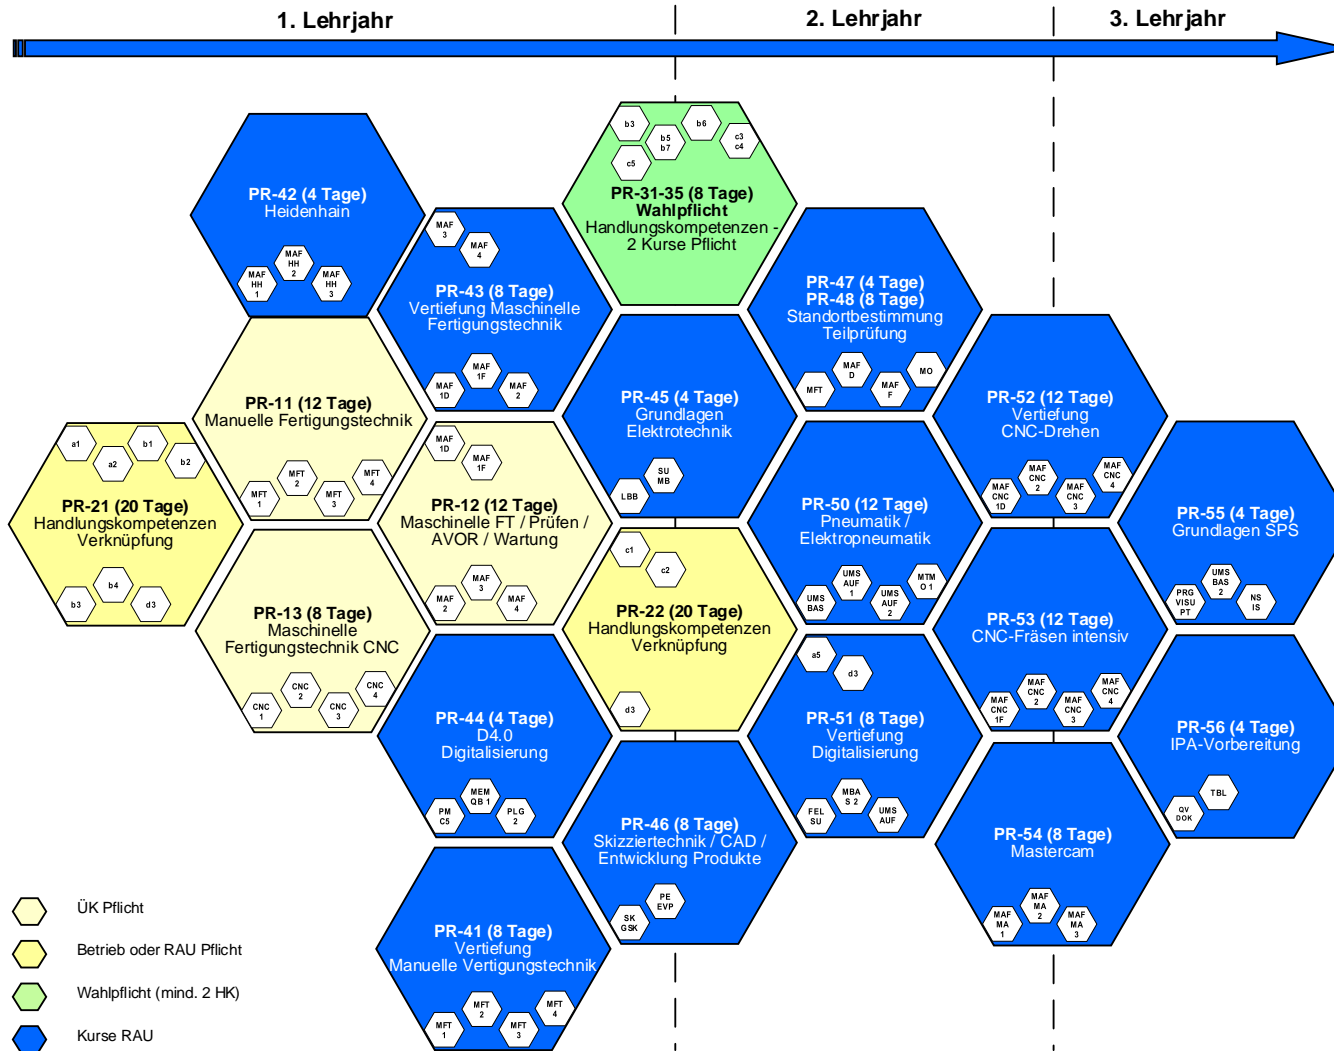 1. Lehrjahr
2. Lehrjahr
3. Lehrjahr
PR-42 (4 Tage)
Heidenhain
MAF
HH
1
MAF
HH
2
MAF
HH
3
MAF
3
MAF
4
PR-43 (8 Tage)
Vertiefung Maschinelle
Fertigungstechnik
MAF
1D
MAF
1F
MAF
2
b3
b5
b7
b6
c3
c4
c5
PR-31-35 (8 Tage)
Wahlpflicht
Handlungskompetenzen -
2 Kurse Pflicht
PR-47 (4 Tage)
PR-48 (8 Tage)
Standortbestimmung
Teilprüfung
MFT
MAF
D
MAF
F
MO
PR-11 (12 Tage)
Manuelle Fertigungstechnik
MFT
1
MFT
2
MFT
3
MFT
4
PR-45 (4 Tage)
Grundlagen
Elektrotechnik
LBB
SU
MB
PR-52 (12 Tage)
Vertiefung
CNC-Drehen
MAF
CNC
1D
MAF
CNC
2
MAF
CNC
3
MAF
CNC
4
a1
a2
b1
b2
PR-21 (20 Tage)
Handlungskompetenzen
Verknüpfung
b3
b4
d3
MAF
1D
MAF
1F
PR-12 (12 Tage)
Maschinelle FT / Prüfen /
AVOR / Wartung
MAF
2
MAF
3
MAF
4
PR-50 (12 Tage)
Pneumatik /
Elektropneumatik
UMS
BAS
UMS
AUF
1
UMS
AUF
2
MTM
O 1
PR-55 (4 Tage)
Grundlagen SPS
PRG
VISU
PT
UMS
BAS
2
NS
IS
PR-13 (8 Tage)
Maschinelle
Fertigungstechnik CNC
CNC
1
CNC
2
CNC
3
CNC
4
c1
c2
PR-22 (20 Tage)
Handlungskompetenzen
Verknüpfung
d3
PR-53 (12 Tage)
CNC-Fräsen intensiv
MAF
CNC
1F
MAF
CNC
2
MAF
CNC
3
MAF
CNC
4
PR-44 (4 Tage)
D4.0
Digitalisierung
PM
C5
MEM
QB 1
PLG
2
a5
d3
PR-51 (8 Tage)
Vertiefung
Digitalisierung
FEL
SU
MBA
S 2
UMS
AUF
PR-56 (4 Tage)
IPA-Vorbereitung
QV
DOK
TBL
PR-46 (8 Tage)
Skizziertechnik / CAD /
Entwicklung Produkte
SK
GSK
PE
EVP
PR-54 (8 Tage)
Mastercam
MAF
MA
1
MAF
MA
2
MAF
MA
3
PR-41 (8 Tage)
Vertiefung
Manuelle Vertigungstechnik
MFT
1
MFT
2
MFT
3
MFT
4
ÜK Pflicht
Betrieb oder RAU Pflicht
Wahlpflicht (mind. 2 HK)
Kurse RAU